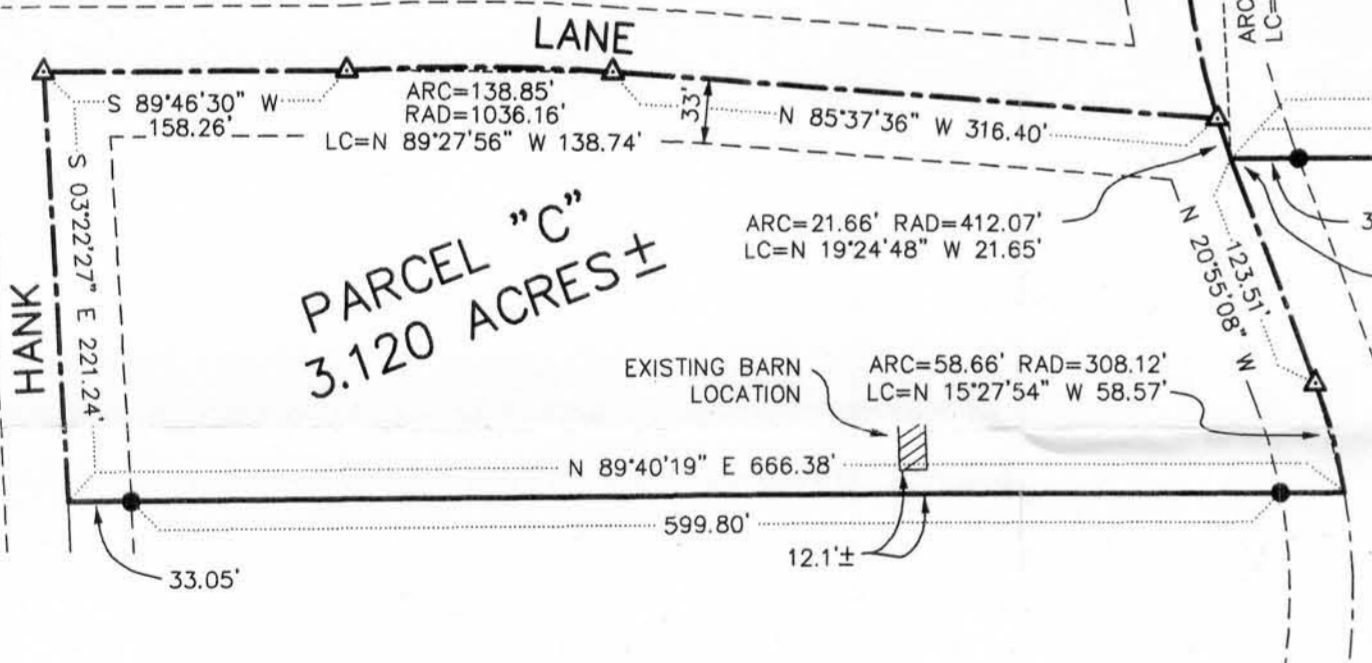 ARC
LC=
LANE
S 89°46'30" W
158.26'
ARC=138.85'
RAD=1036.16'
LC=N 89°27'56" W 138.74'
33'
N 85°37'36" W 316.40'
S 03°22'27" E 221.24'
HANK
PARCEL "C"
3.120 ACRES±
ARC=21.66' RAD=412.07'
LC=N 19°24'48" W 21.65'
123.51'
N 20°55'08" W
3
EXISTING BARN
LOCATION
ARC=58.66' RAD=308.12'
LC=N 15°27'54" W 58.57'
N 89°40'19" E 666.38'
599.80'
12.1'±
33.05'